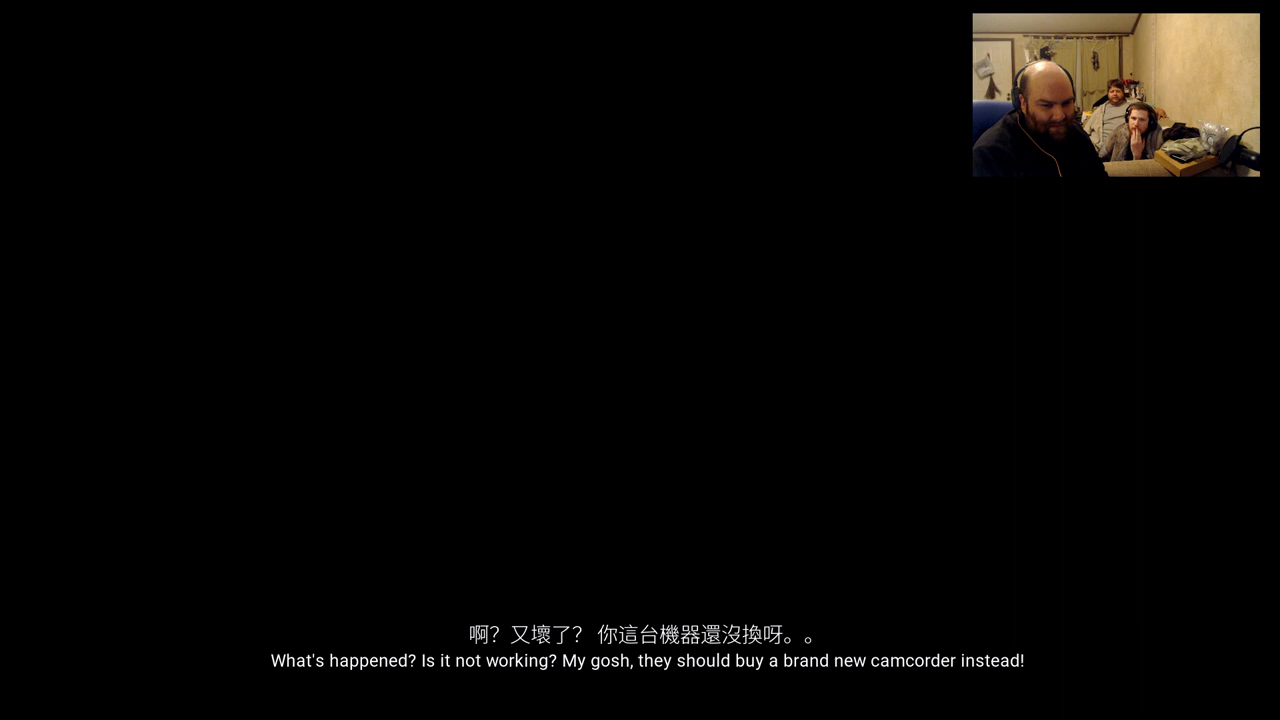 啊？又壞了？ 你這台機器還沒換呀。。
What's happened? Is it not working? My gosh, they should buy a brand new camcorder instead!